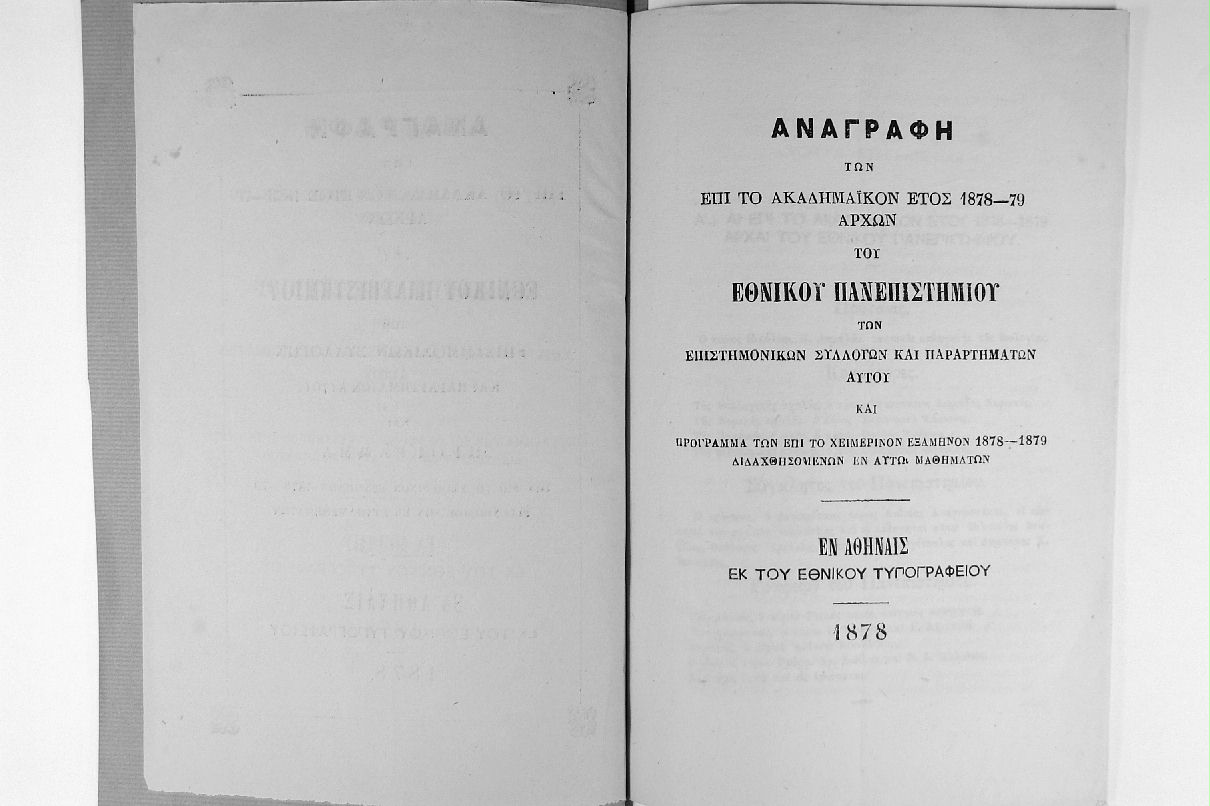 ΑΝΑΓΡΑΦΗ
ΤΩΝ
ΕΠΙ ΤΟ ΑΚΑΔΗΜΑΪΚΟΝ ΕΤΟΣ 1878—79
ΑΡΧΩΝ
ΤΟΥ
ΕΘΝΙΚΟΥ ΠΑΝΕΠΙΣΤΗΜΙΟΥ
ΤΩΝ
ΕΠΙΣΤΗΜΟΝΙΚΩΝ ΣΥΛΛΟΓΩΝ ΚΑΙ ΠΑΡΑΡΤΗΜΑΤΩΝ
ΑΥΤΟΥ
ΚΑΙ
ΠΡΟΓΡΑΜΜΑ ΤΩΝ ΕΠΙ ΤΟ ΧΕΙΜΕΡΙΝΟΝ ΕΞΑΜΗΝΟΝ 1878—1879
ΔΙΔΑΧΘΗΣΟΜΕΝΩΝ ΕΝ ΑΥΤΩι ΜΑΘΗΜΑΤΩΝ
ΕΝ ΑΘΗΝΑΙΣ
ΕΚ ΤΟΥ ΕΘΝΙΚΟΥ ΤΥΠΟΓΡΑΦΕΙΟΥ
1878